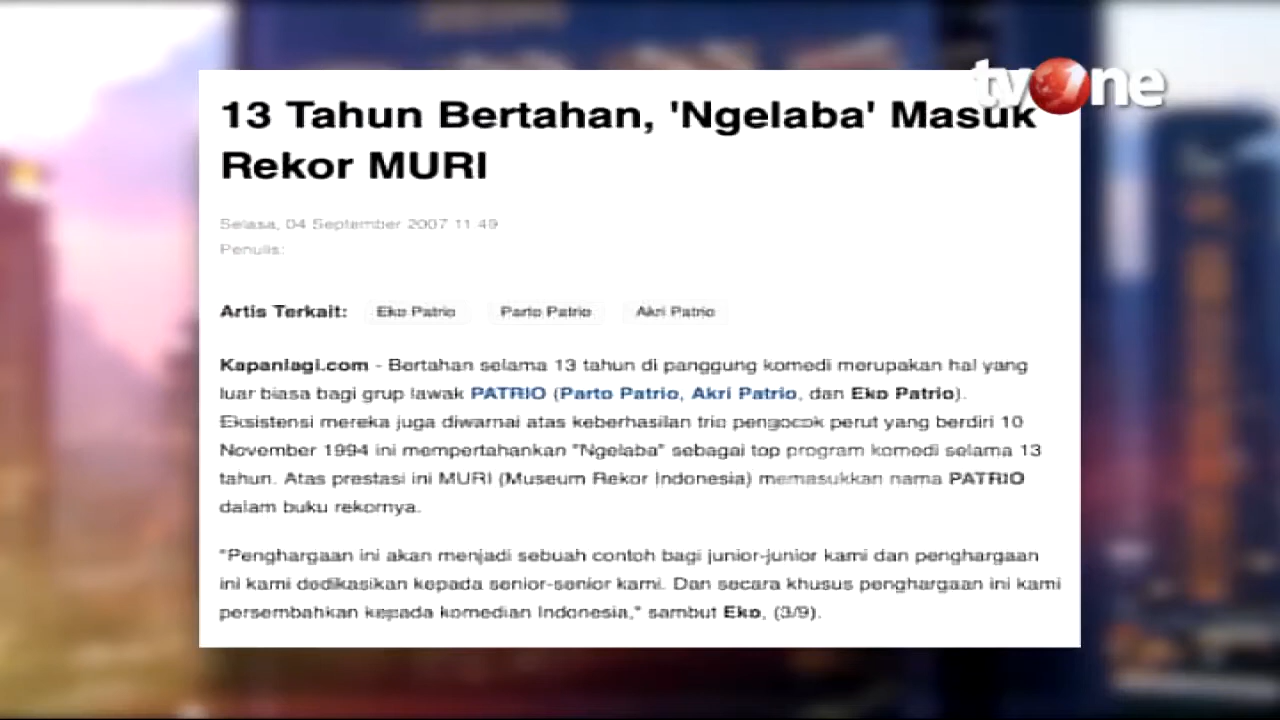 tvOne
13 Tahun Bertahan, 'Ngelaba' Masuk
Rekor MURI
Selasa, 04 September 2007 11:49
Penulis:
Artis Terkait: Eko Patrio Parto Patrio Akri Patrio
Kapanlagi.com - Bertahan selama 13 tahun di panggung komedi merupakan hal yang
luar biasa bagi grup lawak PATRIO (Parto Patrio, Akri Patrio, dan Eko Patrio).
Eksistensi mereka juga diwarnai atas keberhasilan trio pengocok perut yang berdiri 10
November 1994 ini mempertahankan "Ngelaba" sebagai top program komedi selama 13
tahun. Atas prestasi ini MURI (Museum Rekor Indonesia) memasukkan nama PATRIO
dalam buku rekornya.
"Penghargaan ini akan menjadi sebuah contoh bagi junior-junior kami dan penghargaan
ini kami dedikasikan kepada senior-senior kami. Dan secara khusus penghargaan ini kami
persembahkan kepada komedian Indonesia," sambut Eko, (3/9).